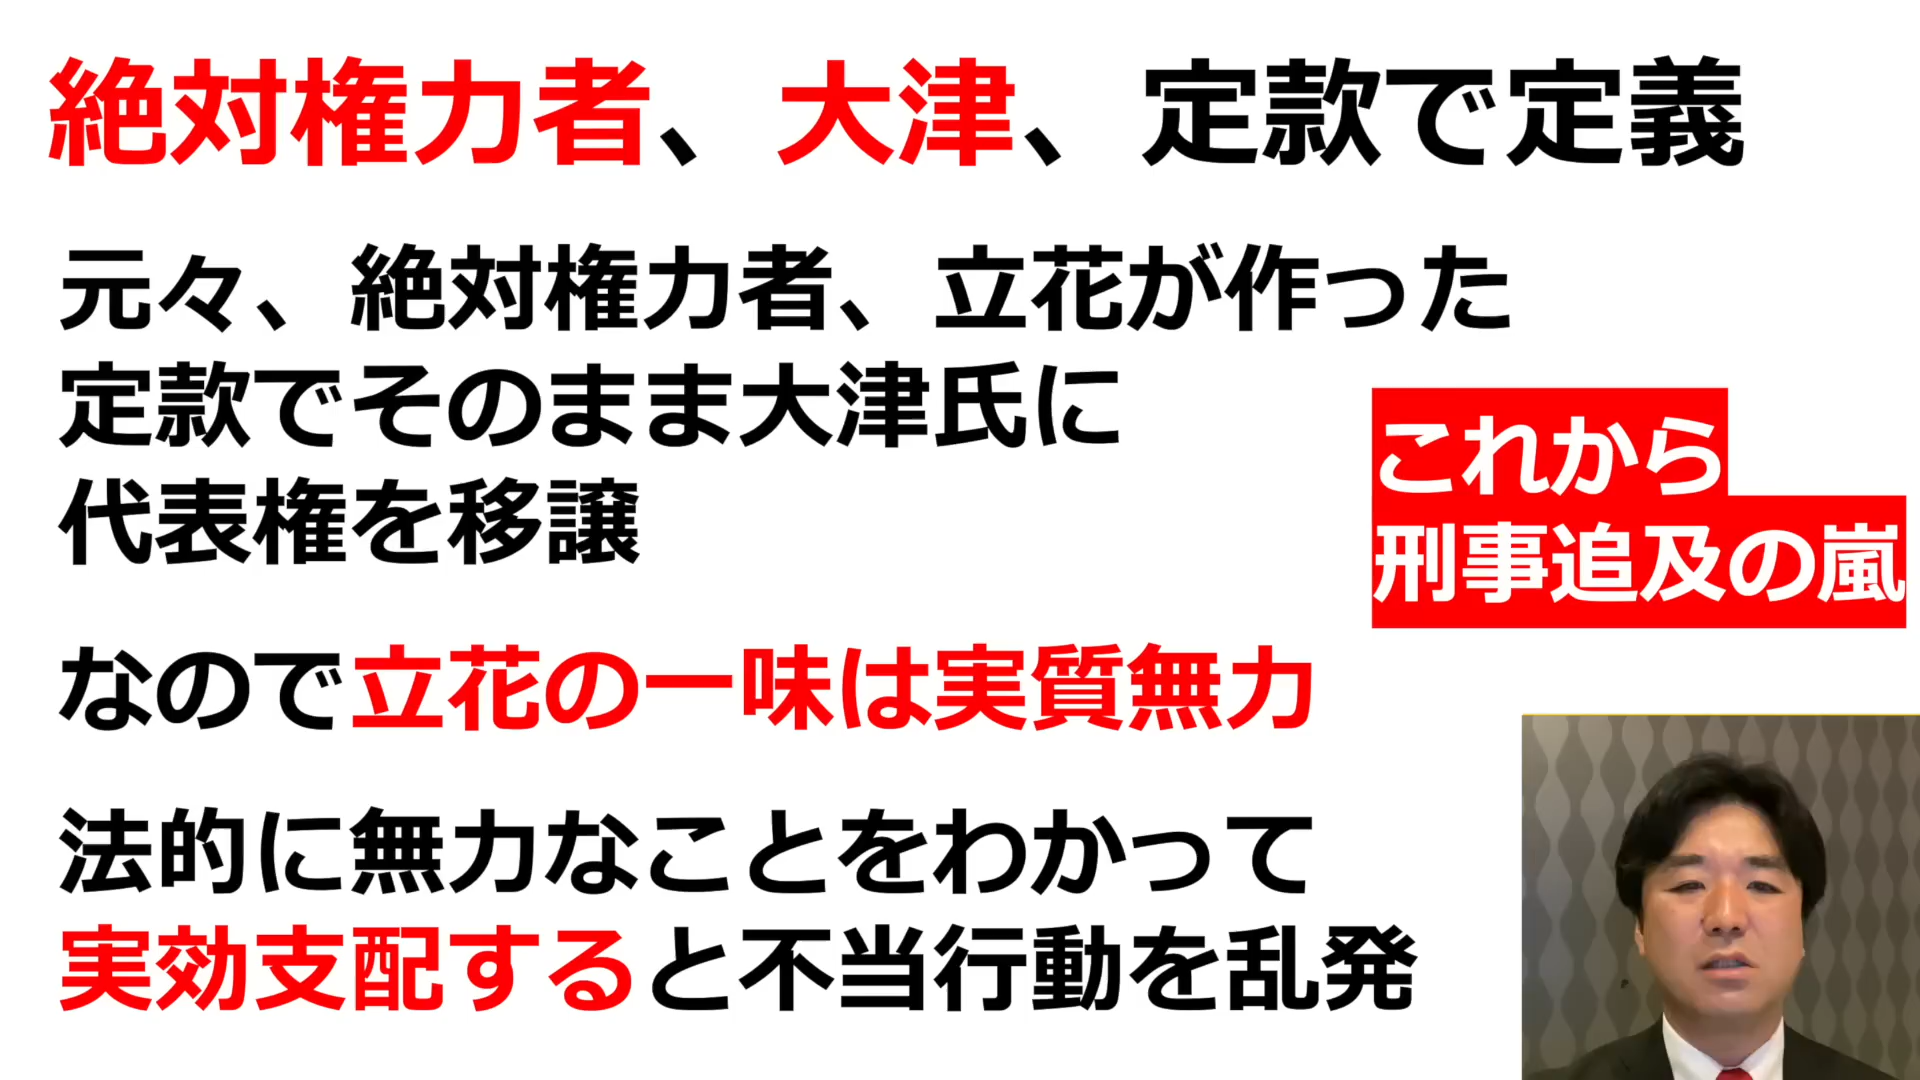 絶対権力者、大津、定款で定義
元々、絶対権力者、立花が作った
定款でそのまま大津氏に
代表権を移譲
これから
刑事追及の嵐
なので立花の一味は実質無力
法的に無力なことをわかって
実効支配すると不当行動を乱発